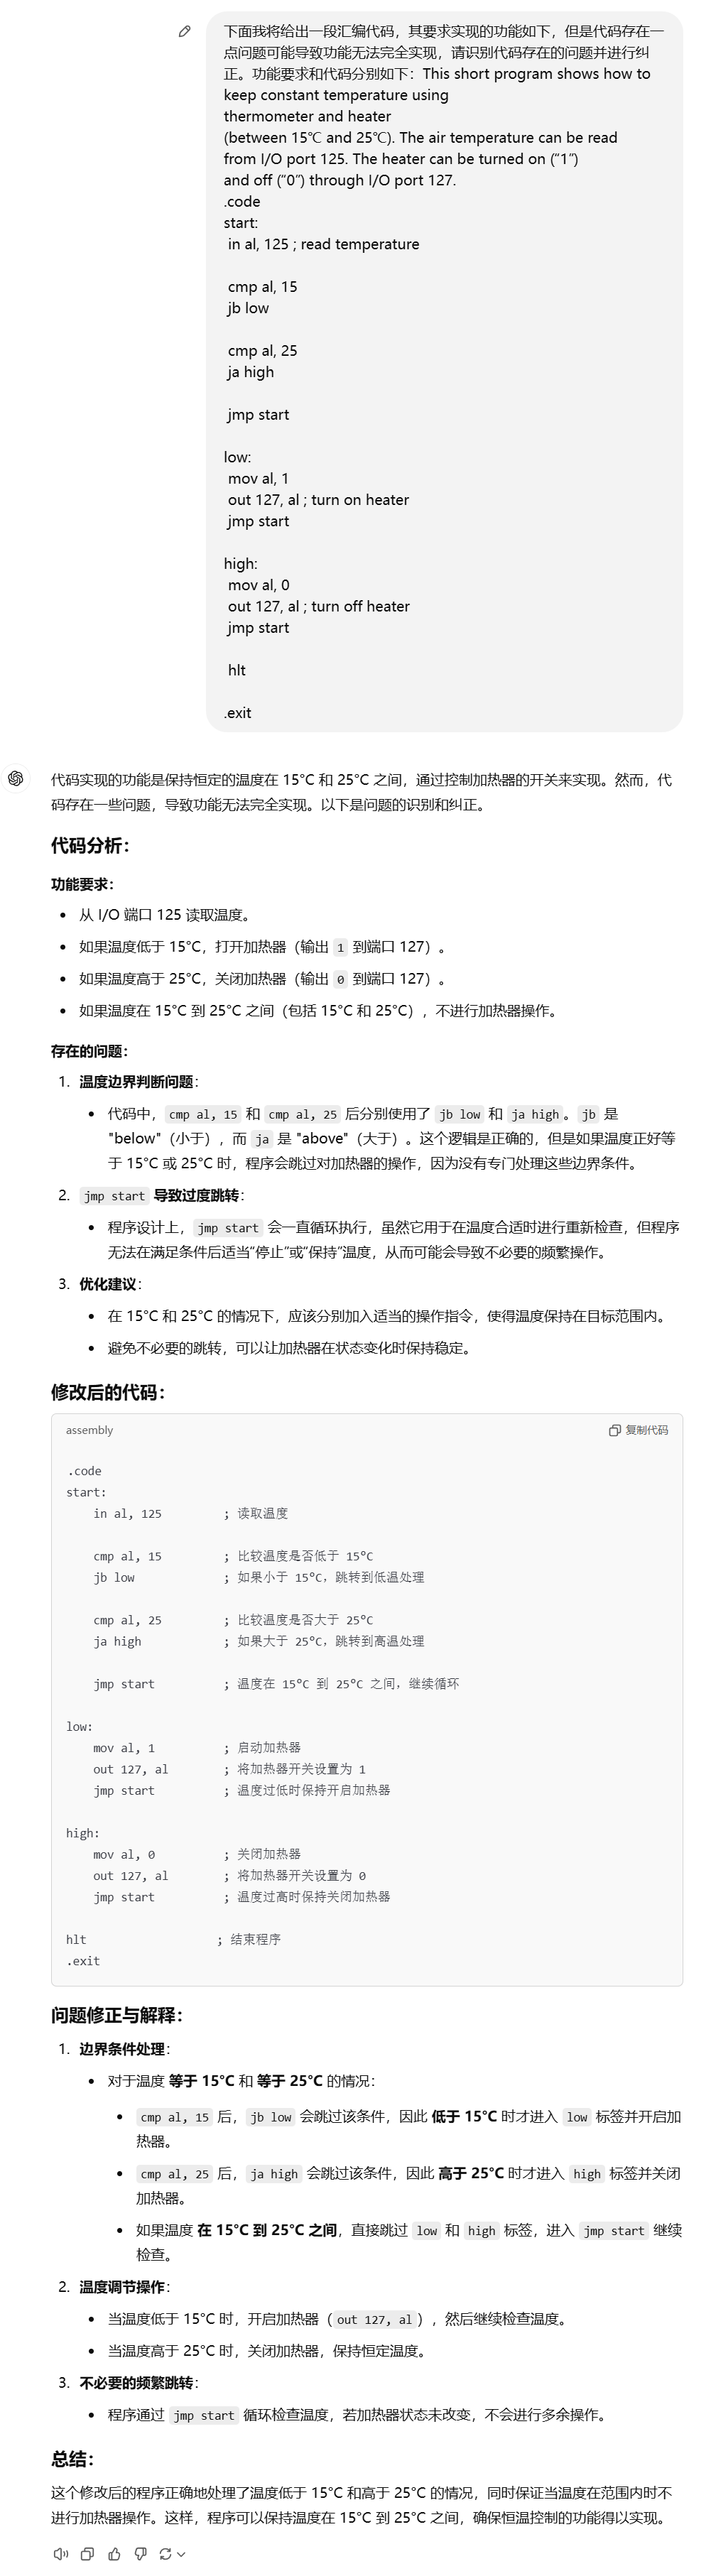 下面我将给出一段汇编代码，其要求实现的功能如下，但是代码存在一
点问题可能导致功能无法完全实现，请识别代码存在的问题并进行纠
正。功能要求和代码分别如下：This short program shows how to
keep constant temperature using
thermometer and heater
(between 15℃ and 25℃). The air temperature can be read
from I/O port 125. The heater can be turned on (“1”)
and off (“0”) through I/O port 127.
.code
start:
in al, 125 ; read temperature
cmp al, 15
jb low
cmp al, 25
ja high
jmp start
low:
mov al, 1
out 127, al ; turn on heater
jmp start
high:
mov al, 0
out 127, al ; turn off heater
jmp start
hlt
.exit
代码实现的功能是保持恒定的温度在 15°C 和 25°C 之间，通过控制加热器的开关来实现。然而，代
码存在一些问题，导致功能无法完全实现。以下是问题的识别和纠正。
代码分析：
功能要求：
• 从 I/O 端口 125 读取温度。
• 如果温度低于 15°C，打开加热器（输出 1 到端口 127）。
• 如果温度高于 25°C，关闭加热器（输出 0 到端口 127）。
• 如果温度在 15°C 到 25°C 之间（包括 15°C 和 25°C），不进行加热器操作。
存在的问题：
1. 温度边界判断问题：
• 代码中，cmp al, 15 和 cmp al, 25 后分别使用了 jb low 和 ja high。jb 是
"below"（小于），而 ja 是 "above"（大于）。这个逻辑是正确的，但是如果温度正好等
于 15°C 或 25°C 时，程序会跳过对加热器的操作，因为没有专门处理这些边界条件。
2. jmp start 导致过度跳转：
• 程序设计上，jmp start 会一直循环执行，虽然它用于在温度合适时进行重新检查，但程序
无法在满足条件后适当“停止”或“保持”温度，从而可能会导致不必要的频繁操作。
3. 优化建议：
• 在 15°C 和 25°C 的情况下，应该分别加入适当的操作指令，使得温度保持在目标范围内。
• 避免不必要的跳转，可以让加热器在状态变化时保持稳定。
修改后的代码：
assembly 复制代码
.code
start:
in al, 125 ; 读取温度
cmp al, 15 ; 比较温度是否低于 15°C
jb low ; 如果小于 15°C，跳转到低温处理
cmp al, 25 ; 比较温度是否大于 25°C
ja high ; 如果大于 25°C，跳转到高温处理
jmp start ; 温度在 15°C 到 25°C 之间，继续循环
low:
mov al, 1 ; 启动加热器
out 127, al ; 将加热器开关设置为 1
jmp start ; 温度过低时保持开启加热器
high:
mov al, 0 ; 关闭加热器
out 127, al ; 将加热器开关设置为 0
jmp start ; 温度过高时保持关闭加热器
hlt ; 结束程序
.exit
问题修正与解释：
1. 边界条件处理：
• 对于温度 等于 15°C 和 等于 25°C 的情况：
• cmp al, 15 后，jb low 会跳过该条件，因此 低于 15°C 时才进入 low 标签并开启加
热器。
• cmp al, 25 后，ja high 会跳过该条件，因此 高于 25°C 时才进入 high 标签并关闭
加热器。
• 如果温度 在 15°C 到 25°C 之间，直接跳过 low 和 high 标签，进入 jmp start 继续
检查。
2. 温度调节操作：
• 当温度低于 15°C 时，开启加热器（out 127, al），然后继续检查温度。
• 当温度高于 25°C 时，关闭加热器，保持恒定温度。
3. 不必要的频繁跳转：
• 程序通过 jmp start 循环检查温度，若加热器状态未改变，不会进行多余操作。
总结：
这个修改后的程序正确地处理了温度低于 15°C 和高于 25°C 的情况，同时保证当温度在范围内时不
进行加热器操作。这样，程序可以保持温度在 15°C 到 25°C 之间，确保恒温控制的功能得以实现。